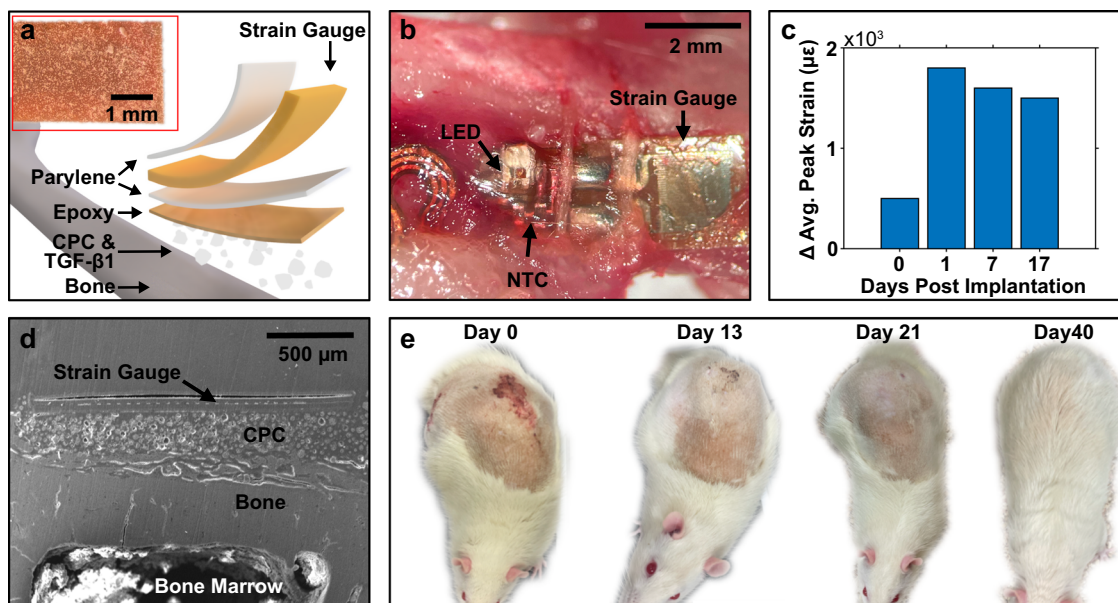 a
Strain Gauge
1 mm
Parylene
Epoxy
CPC &
TGF-β1
Bone
b
2 mm
Strain Gauge
LED
NTC
c
x10³
Δ Avg. Peak Strain (με)
2
1
0
0 1 7 17
Days Post Implantation
d
500 μm
Strain Gauge
CPC
Bone
Bone Marrow
e
Day 0 Day 13 Day 21 Day40